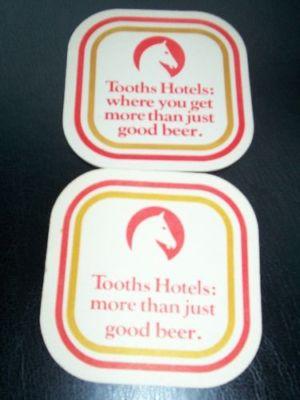 Tooths Hotels:
where you get
more than just
good beer.
Tooths Hotels:
more than just
good beer.